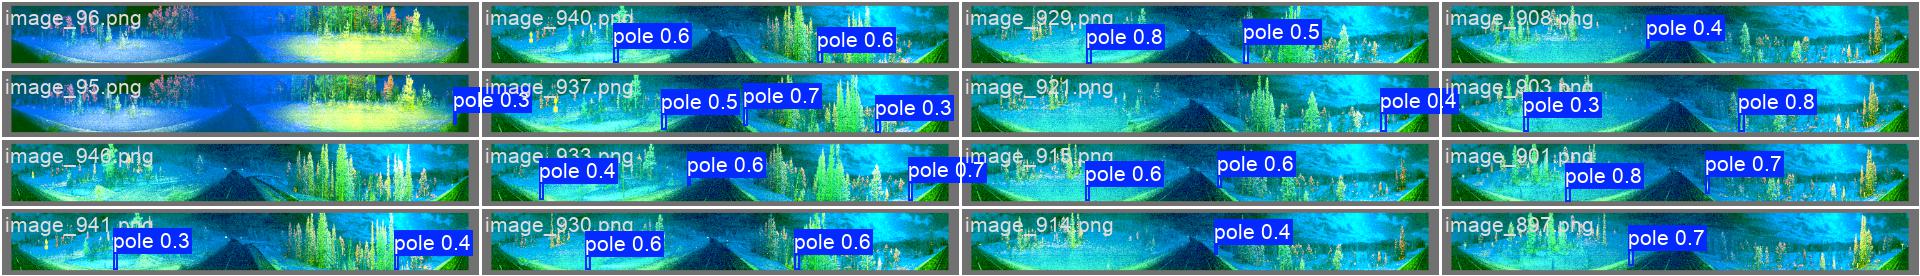 image_96.png
image_940.png
pole 0.6
pole 0.6
image_929.png
pole 0.8
pole 0.5
image_908.png
pole 0.4
image_95.png
pole 0.3
image_937.png
pole 0.5
pole 0.7
pole 0.3
image_921.png
pole 0.4
image_903.png
pole 0.3
pole 0.8
image_946.png
image_933.png
pole 0.4
pole 0.6
pole 0.7
image_915.png
pole 0.6
pole 0.6
image_901.png
pole 0.8
pole 0.7
image_941.png
pole 0.3
pole 0.4
image_930.png
pole 0.6
pole 0.6
image_914.png
pole 0.4
image_897.png
pole 0.7